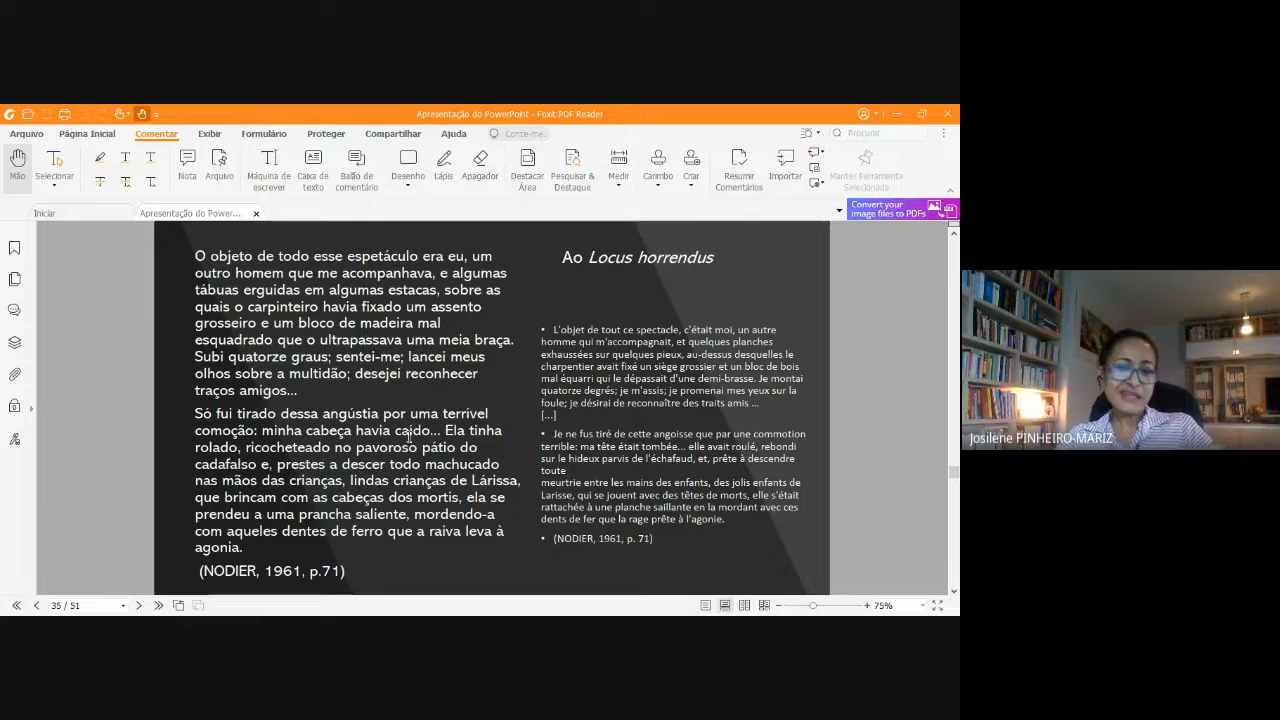 Apresentação do PowerPoint - Foxit PDF Reader
Arquivo Página Inicial Comentar Exibir Formulário Proteger Compartilhar Ajuda Conte-me... Procurar
Mão
Selecionar
Nota
Arquivo
Máquina de
escrever
Caixa de
texto
Balão de
comentário
Desenho
Lápis
Apagador
Destacar
Área
Pesquisar &
Destaque
Medir
Carimbo
Criar
Resumir
Comentários
Importar
Manter Ferramenta
Selecionada
Iniciar
Apresentação do Power...
Convert your
image files to PDFs
O objeto de todo esse espetáculo era eu, um
outro homem que me acompanhava, e algumas
tábuas erguidas em algumas estacas, sobre as
quais o carpinteiro havia fixado um assento
grosseiro e um bloco de madeira mal
esquadrado que o ultrapassava uma meia braça.
Subi quatorze graus; sentei-me; lancei meus
olhos sobre a multidão; desejei reconhecer
traços amigos...
Só fui tirado dessa angústia por uma terrível
comoção: minha cabeça havia caído... Ela tinha
rolado, ricocheteado no pavoroso pátio do
cadafalso e, prestes a descer todo machucado
nas mãos das crianças, lindas crianças de Lárissa,
que brincam com as cabeças dos mortis, ela se
prendeu a uma prancha saliente, mordendo-a
com aqueles dentes de ferro que a raiva leva à
agonia.
(NODIER, 1961, p.71)
Ao Locus horrendus
• L'objet de tout ce spectacle, c'était moi, un autre
homme qui m'accompagnait, et quelques planches
exhaussées sur quelques pieux, au-dessus desquelles le
charpentier avait fixé un siège grossier et un bloc de bois
mal équarri qui le dépassait d'une demi-brasse. Je montai
quatorze degrés; je m'assis; je promenai mes yeux sur la
foule; je désirai de reconnaître des traits amis ...
[...]
• Je ne fus tiré de cette angoisse que par une commotion
terrible: ma tête était tombée... elle avait roulé, rebondi
sur le hideux parvis de l'échafaud, et, prête à descendre
toute
meurtrie entre les mains des enfants, des jolis enfants de
Larisse, qui se jouent avec des têtes de morts, elle s'était
rattachée à une planche saillante en la mordant avec ces
dents de fer que la rage prête à l'agonie.
• (NODIER, 1961, p. 71)
35 / 51
75%
Josilene PINHEIRO-MARIZ